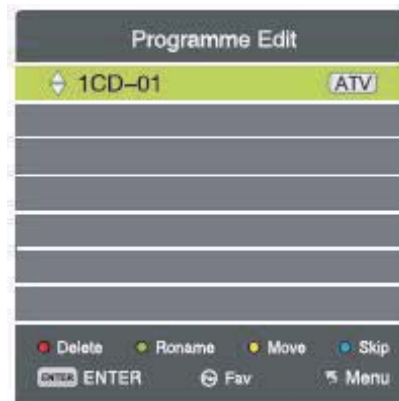 Programme Edit
1CD–01 ATV
Delete Roname Move Skip
ENTER ENTER Fav Menu